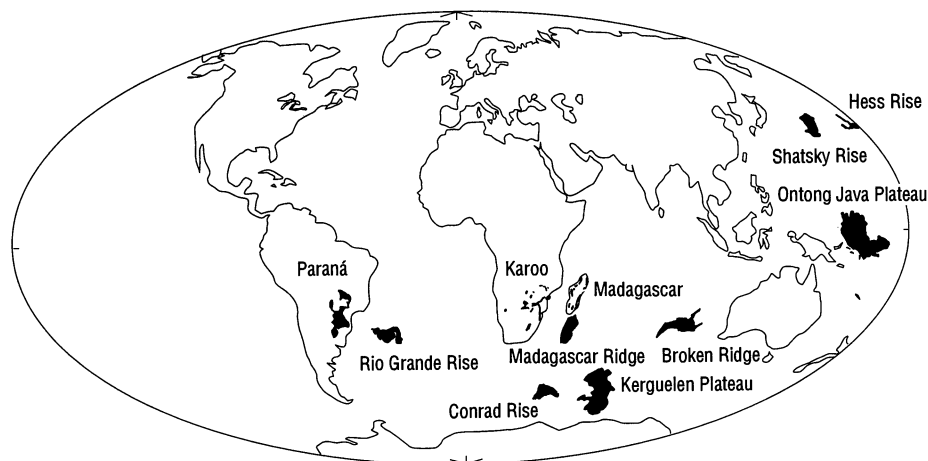 Hess Rise
Shatsky Rise
Ontong Java Plateau
Paraná
Karoo
Madagascar
Rio Grande Rise
Madagascar Ridge
Broken Ridge
Kerguelen Plateau
Conrad Rise